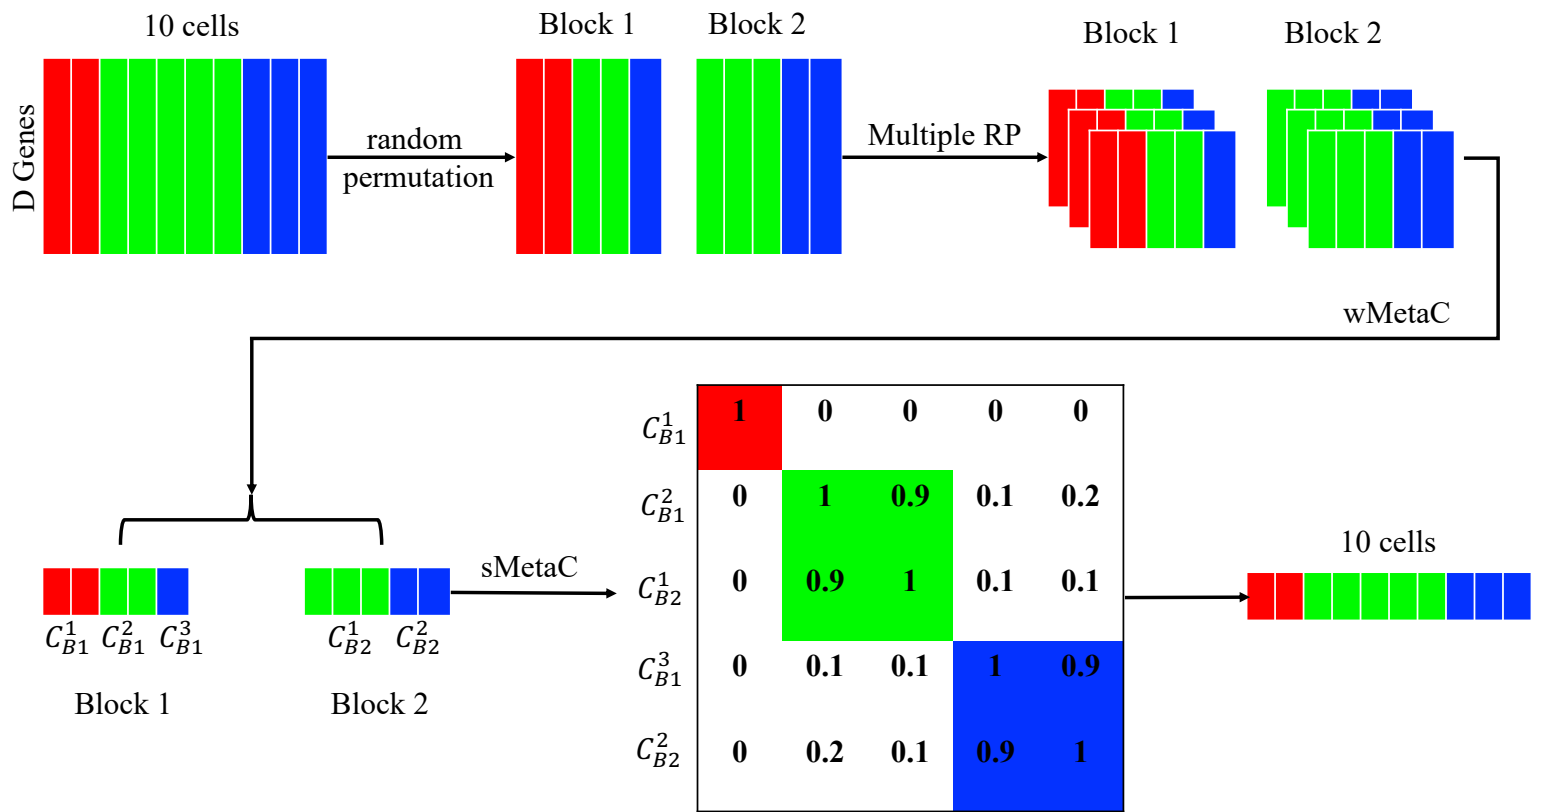 10 cells
Block 1
Block 2
Block 1
Block 2
D Genes
random
permutation
Multiple RP
wMetaC
$C_{B1}^{1}$ 1 0 0 0 0
$C_{B1}^{2}$ 0 1 0.9 0.1 0.2
$C_{B2}^{1}$ 0 0.9 1 0.1 0.1
$C_{B1}^{3}$ 0 0.1 0.1 1 0.9
$C_{B2}^{2}$ 0 0.2 0.1 0.9 1
sMetaC
10 cells
$C_{B1}^{1}$ $C_{B1}^{2}$ $C_{B1}^{3}$
$C_{B2}^{1}$ $C_{B2}^{2}$
Block 1
Block 2